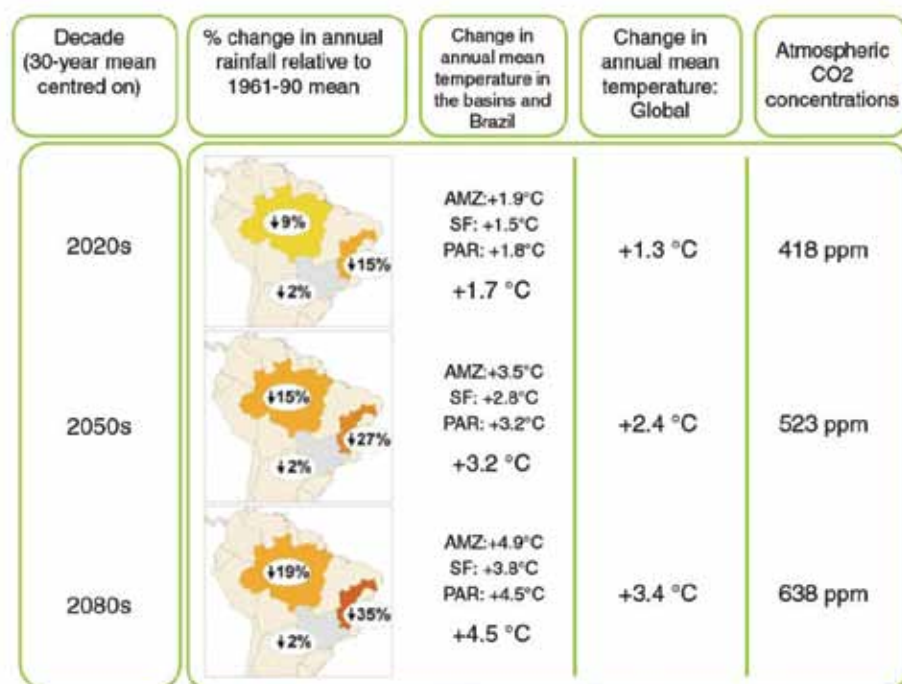 Decade
(30-year mean
centred on)
% change in annual
rainfall relative to
1961-90 mean
Change in
annual mean
temperature in
the basins and
Brazil
Change in
annual mean
temperature:
Global
Atmospheric
CO2
concentrations
2020s
↓9%
↓15%
↓2%
AMZ:+1.9°C
SF: +1.5°C
PAR: +1.8°C
+1.7 °C
+1.3 °C
418 ppm
2050s
↓15%
↓27%
↓2%
AMZ:+3.5°C
SF: +2.8°C
PAR: +3.2°C
+3.2 °C
+2.4 °C
523 ppm
2080s
↓19%
↓35%
↓2%
AMZ:+4.9°C
SF: +3.8°C
PAR: +4.5°C
+4.5 °C
+3.4 °C
638 ppm